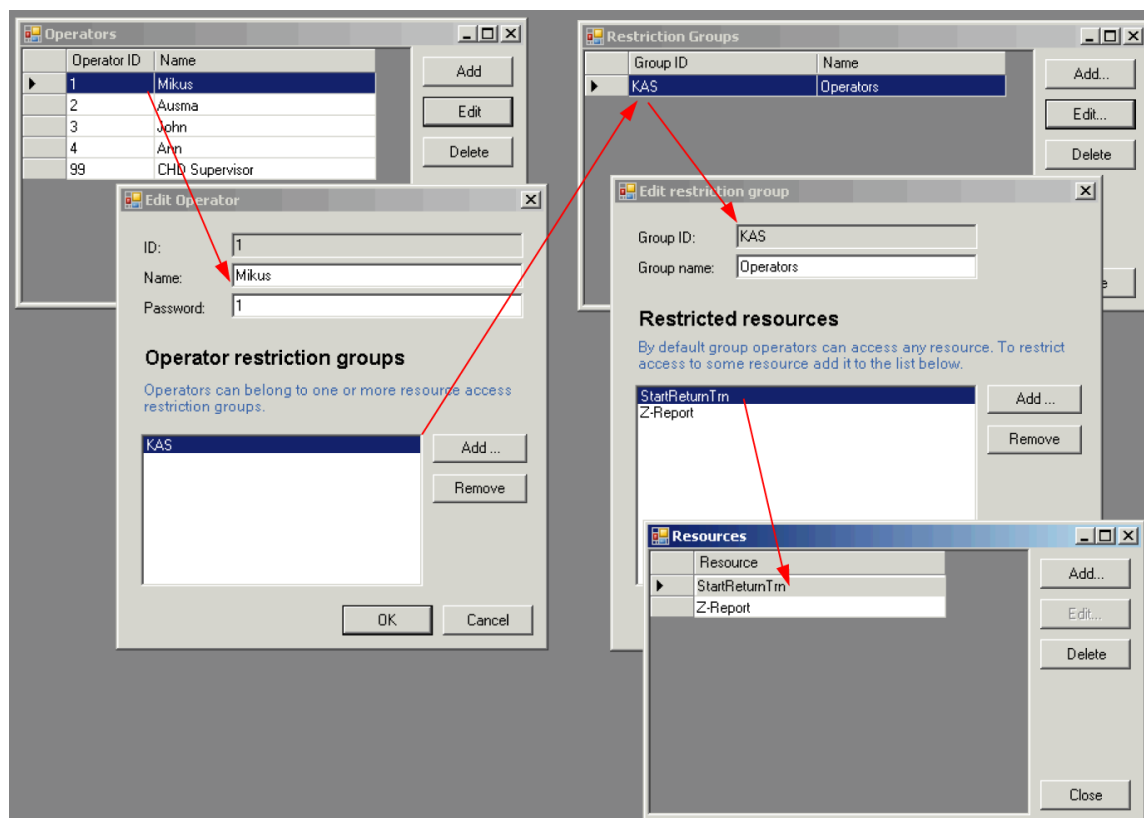 Operators
Operator ID Name
1 Mikus
2 Ausma
3 John
4 Ann
99 CHD Supervisor
Add
Edit
Delete
Edit Operator
ID: 1
Name: Mikus
Password: 1
Operator restriction groups
Operators can belong to one or more resource access
restriction groups.
KAS
Add ...
Remove
OK Cancel
Restriction Groups
Group ID Name
KAS Operators
Add...
Edit...
Delete
e
Edit restriction group
Group ID: KAS
Group name: Operators
Restricted resources
By default group operators can access any resource. To restrict
access to some resource add it to the list below.
StartReturnTrn
Z-Report
Add ...
Remove
Resources
Resource
StartReturnTrn
Z-Report
Add...
Edit...
Delete
Close